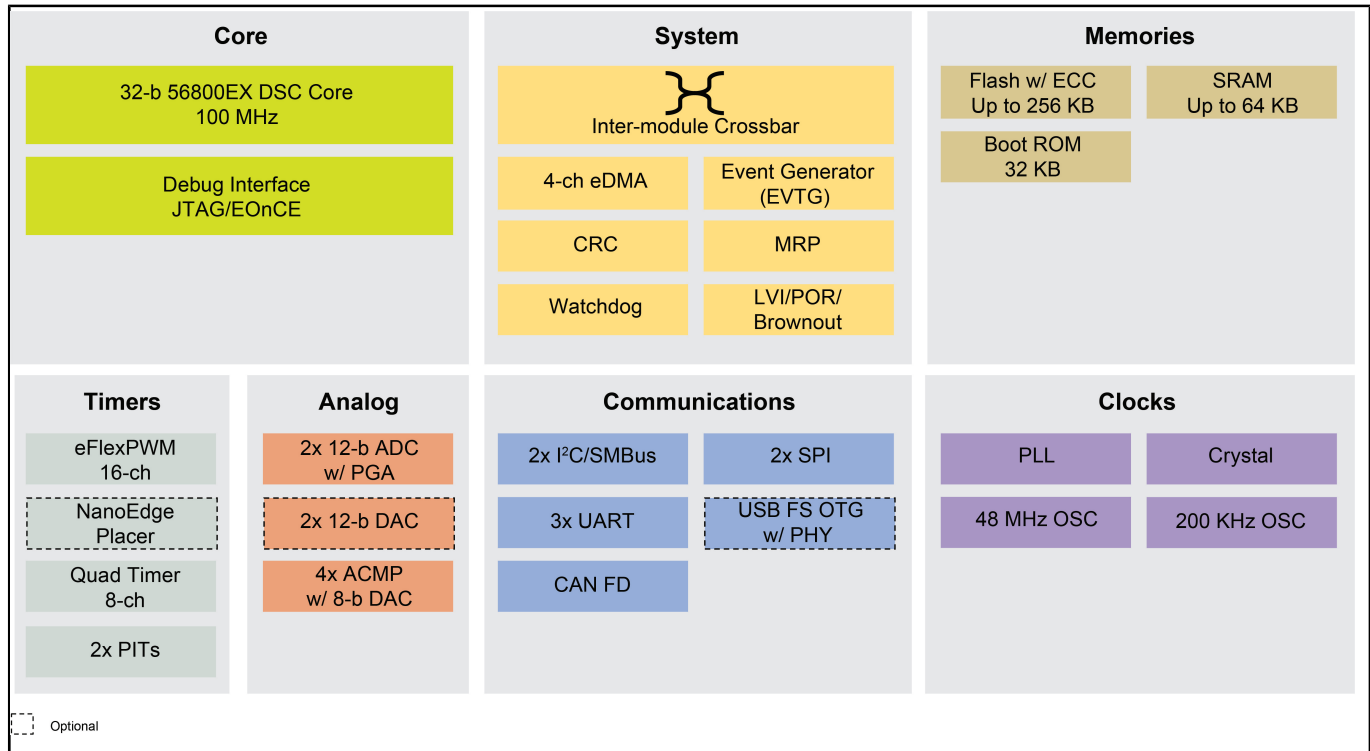 Core
32-b 56800EX DSC Core
100 MHz
Debug Interface
JTAG/EOnCE
System
Inter-module Crossbar
4-ch eDMA
Event Generator
(EVTG)
CRC
MRP
Watchdog
LVI/POR/
Brownout
Memories
Flash w/ ECC
Up to 256 KB
SRAM
Up to 64 KB
Boot ROM
32 KB
Timers
eFlexPWM
16-ch
NanoEdge
Placer
Quad Timer
8-ch
2x PITs
Analog
2x 12-b ADC
w/ PGA
2x 12-b DAC
4x ACMP
w/ 8-b DAC
Communications
2x I²C/SMBus
2x SPI
3x UART
USB FS OTG
w/ PHY
CAN FD
Clocks
PLL
Crystal
48 MHz OSC
200 KHz OSC
Optional